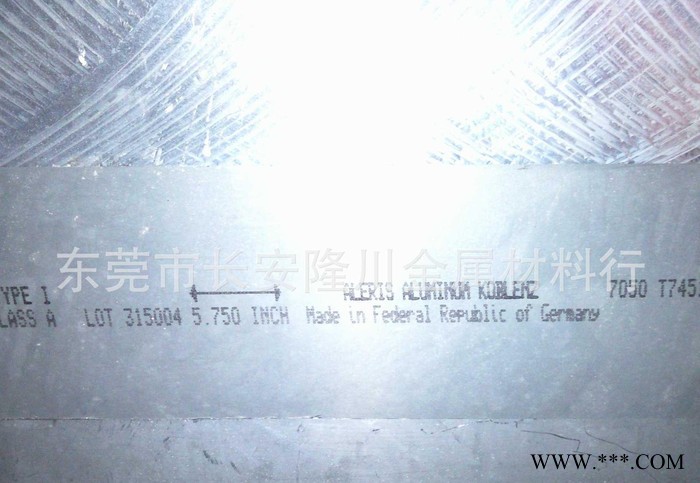 东莞市长安隆川金属材料行
YPE I ALERIS ALUMINUM KOBLENZ 7050 T745
LASS A LOT 315004 5.750 INCH Made in Federal Republic of Germany
WWW.***.COM